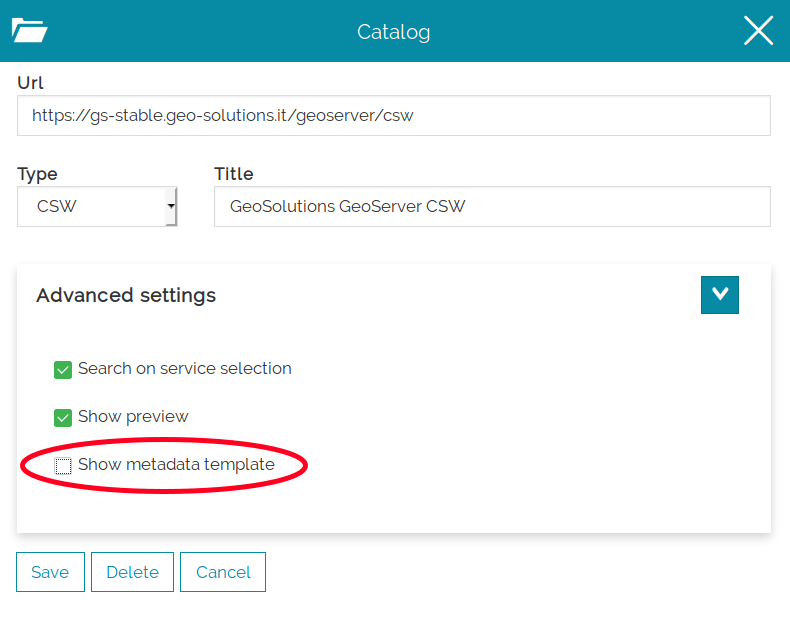 Catalog
Url
https://gs-stable.geo-solutions.it/geoserver/csw
Type
Title
CSW
GeoSolutions GeoServer CSW
Advanced settings
Search on service selection
Show preview
Show metadata template
Save
Delete
Cancel